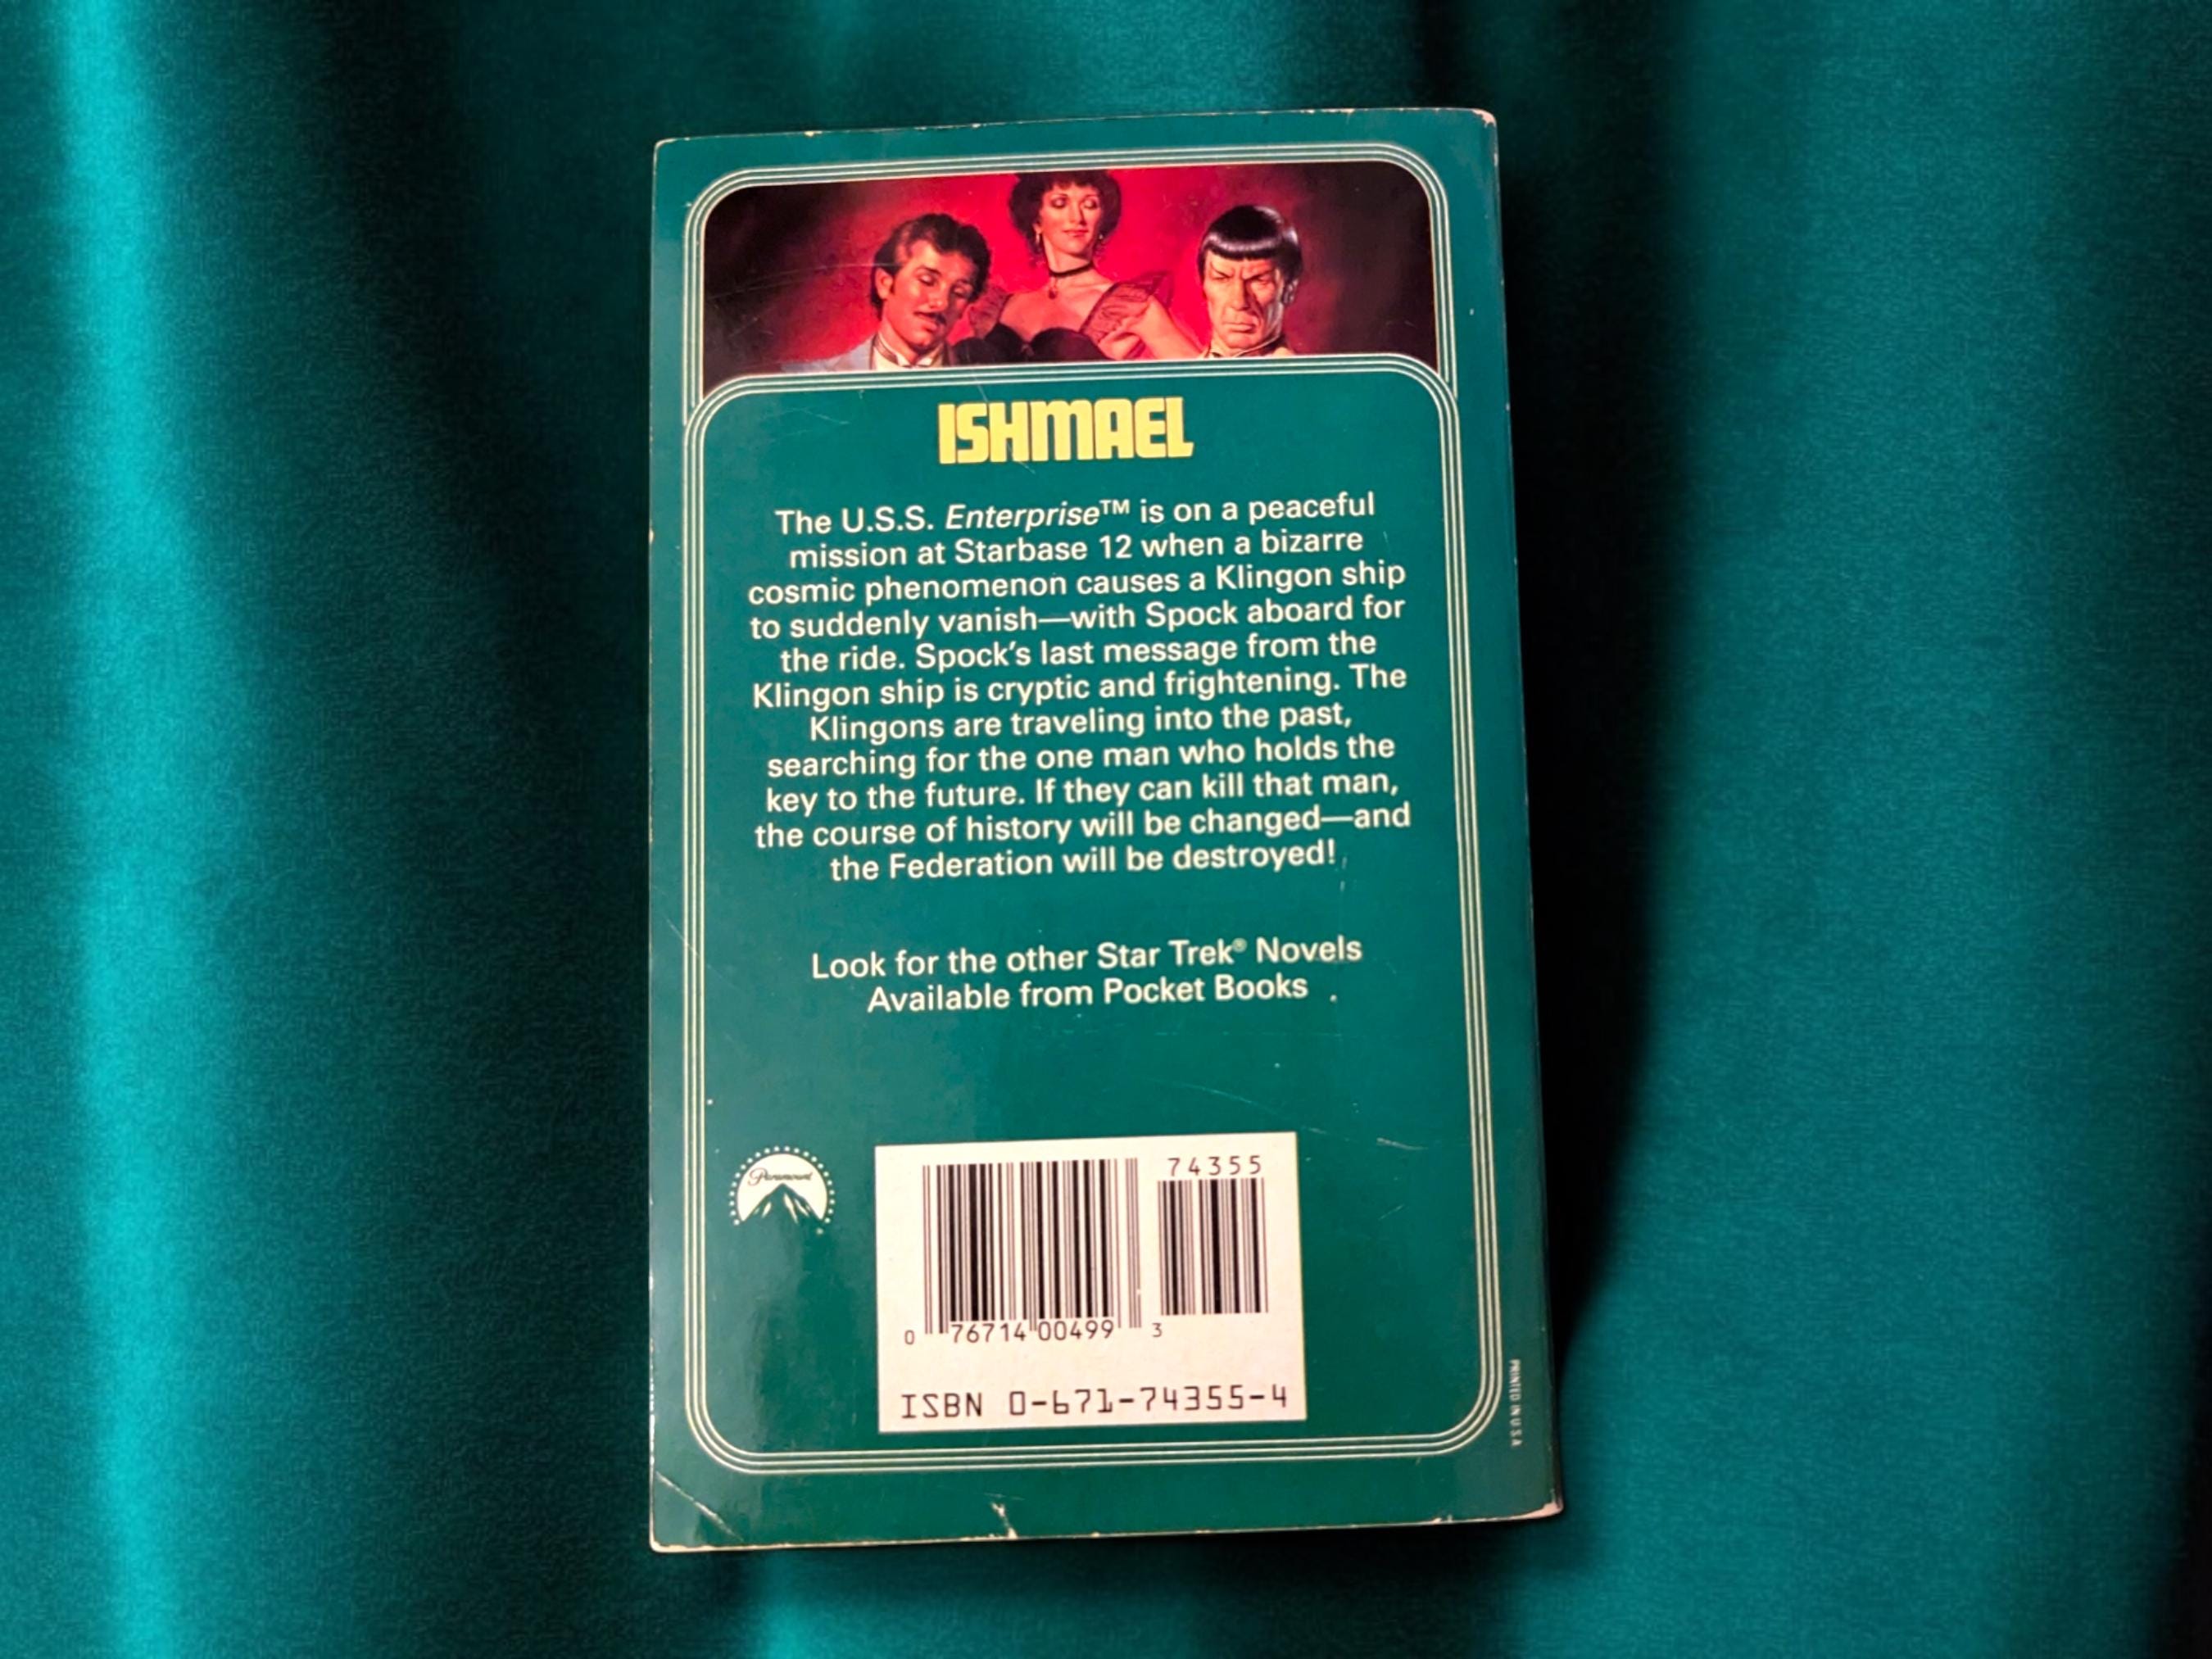 ISHMAEL
The U.S.S. Enterprise™ is on a peaceful
mission at Starbase 12 when a bizarre
cosmic phenomenon causes a Klingon ship
to suddenly vanish—with Spock aboard for
the ride. Spock's last message from the
Klingon ship is cryptic and frightening. The
Klingons are traveling into the past,
searching for the one man who holds the
key to the future. If they can kill that man,
the course of history will be changed—and
the Federation will be destroyed!
Look for the other Star Trek® Novels
Available from Pocket Books .
Paramount
74355
0 76714 00499 3
ISBN 0-671-74355-4
PRINTED IN U.S.A.